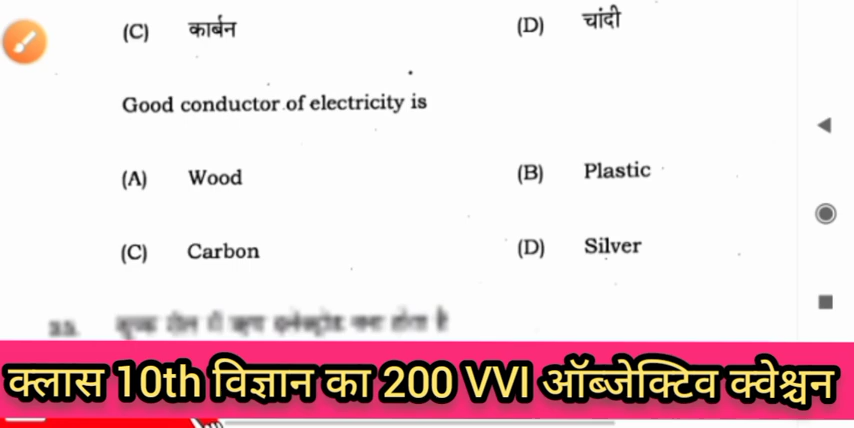 (C) कार्बन (D) चांदी
Good conductor of electricity is
(A) Wood (B) Plastic
(C) Carbon (D) Silver
क्लास 10th विज्ञान का 200 VVI ऑब्जेक्टिव क्वेश्चन